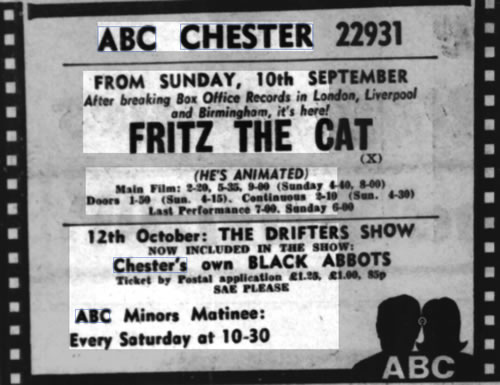 ABC CHESTER 22931
FROM SUNDAY, 10th SEPTEMBER
After breaking Box Office Records in London, Liverpool
and Birmingham, it's here!
FRITZ THE CAT
(X)
(HE'S ANIMATED)
Main Film: 2-20, 5-35, 9-00 (Sunday 4-40, 8-00)
Doors 1-50 (Sun. 4-15). Continuous 2-10 (Sun. 4-30)
Last Performance 7-00. Sunday 6-00
12th October: THE DRIFTERS SHOW
NOW INCLUDED IN THE SHOW:
Chester's own BLACK ABBOTS
Ticket by Postal application £1.25, £1.00, 85p
SAE PLEASE
ABC Minors Matinee:
Every Saturday at 10-30
ABC